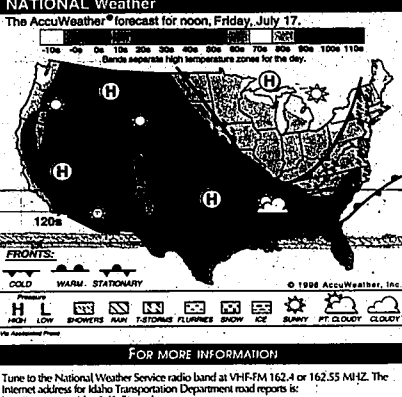 NATIONAL Weather
The AccuWeather® forecast for noon, Friday, July 17.
-10s -0s 0s 10s 20s 30s 40s 50s 60s 70s 80s 90s 100s 110s
Bands separate high temperature zones for the day.
H
H
H
H
120s
FRONTS:
COLD WARM STATIONARY
© 1998 AccuWeather, Inc.
Pressure
H L
HIGH LOW SHOWERS RAIN T-STORMS FLURRIES SNOW ICE SUNNY PT. CLOUDY CLOUDY
Via Associated Press
FOR MORE INFORMATION
Tune to the National Weather Service radio band at VHF-FM 162.4 or 162.55 MHZ. The
Internet address for Idaho Transportation Department road reports is: